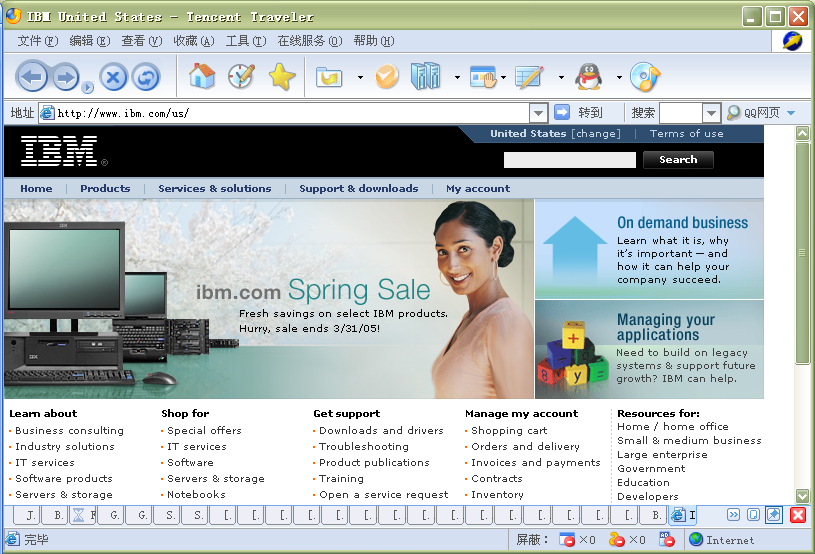 IBM United States - Tencent Traveler
文件(F) 编辑(E) 查看(V) 收藏(A) 工具(T) 在线服务(O) 帮助(H)
地址 http://www.ibm.com/us/ 转到 搜索 QQ网页
IBM ®
United States [change] | Terms of use
Search
Home | Products | Services & solutions | Support & downloads | My account
ibm.com Spring Sale
Fresh savings on select IBM products.
Hurry, sale ends 3/31/05!
On demand business
Learn what it is, why
it's important — and
how it can help your
company succeed.
Managing your
applications
Need to build on legacy
systems & support future
growth? IBM can help.
Learn about
Business consulting
Industry solutions
IT services
Software products
Servers & storage
Shop for
Special offers
IT services
Software
Servers & storage
Notebooks
Get support
Downloads and drivers
Troubleshooting
Product publications
Training
Open a service request
Manage my account
Shopping cart
Orders and delivery
Invoices and payments
Contracts
Inventory
Resources for:
Home / home office
Small & medium business
Large enterprise
Government
Education
Developers
J. B. G. G. S. S. [. [. [. [. [. [. [. [. [. [. [. [. [. [. [. B. I
完毕 屏蔽： ×0 ×0 Internet